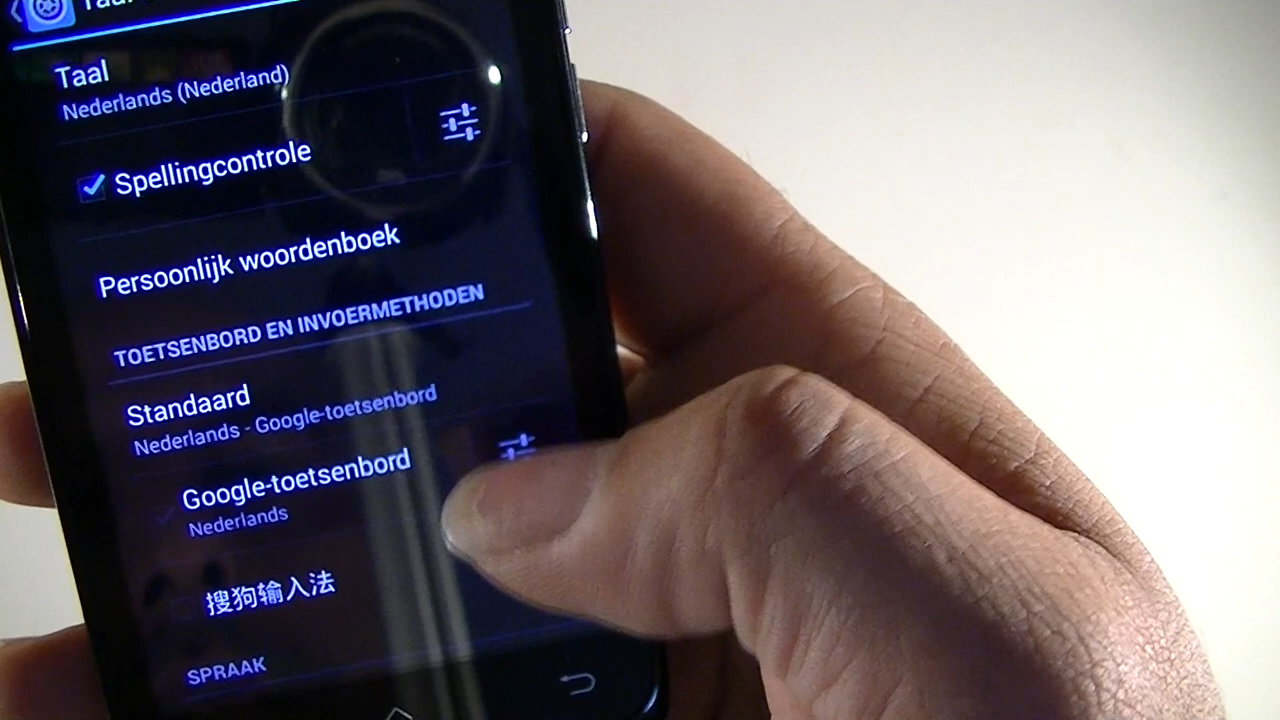 Taal
Taal
Nederlands (Nederland)
Spellingcontrole
Persoonlijk woordenboek
TOETSENBORD EN INVOERMETHODEN
Standaard
Nederlands - Google-toetsenbord
Google-toetsenbord
Nederlands
搜狗输入法
SPRAAK